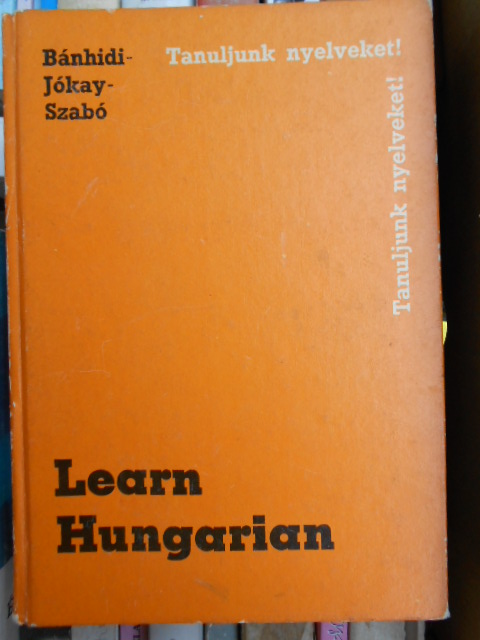 Bánhidi-
Jókay-
Szabó
Tanuljunk nyelveket!
Tanuljunk nyelveket!
Learn
Hungarian